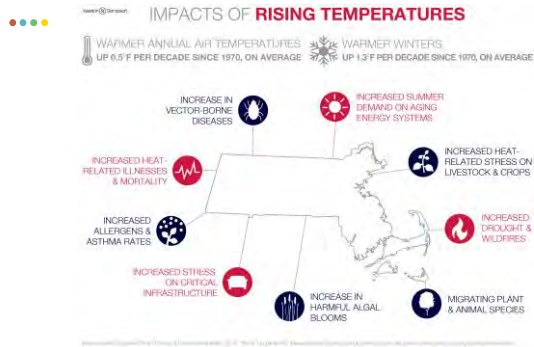 IMPACTS OF RISING TEMPERATURES
WARMER ANNUAL AIR TEMPERATURES
UP 0.5°F PER DECADE SINCE 1970, ON AVERAGE
WARMER WINTERS
UP 1.3°F PER DECADE SINCE 1970, ON AVERAGE
INCREASE IN
VECTOR-BORNE
DISEASES
INCREASED SUMMER
DEMAND ON AGING
ENERGY SYSTEMS
INCREASED HEAT-
RELATED ILLNESSES
& MORTALITY
INCREASED HEAT-
RELATED STRESS ON
LIVESTOCK & CROPS
INCREASED
ALLERGENS &
ASTHMA RATES
INCREASED
DROUGHT &
WILDFIRES
INCREASED STRESS
ON CRITICAL
INFRASTRUCTURE
INCREASE IN
HARMFUL ALGAL
BLOOMS
MIGRATING PLANT
& ANIMAL SPECIES